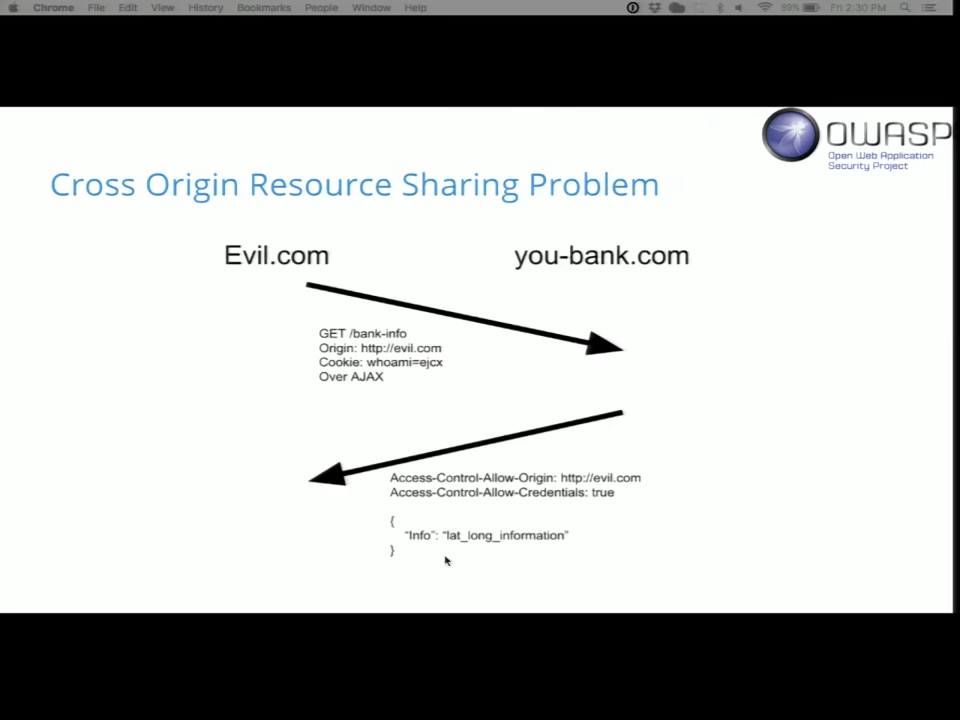 Chrome File Edit View History Bookmarks People Window Help 89% Fri 2:30 PM
OWASP
Open Web Application
Security Project
Cross Origin Resource Sharing Problem
Evil.com you-bank.com
GET /bank-info
Origin: http://evil.com
Cookie: whoami=ejcx
Over AJAX
Access-Control-Allow-Origin: http://evil.com
Access-Control-Allow-Credentials: true
{
"Info": "lat_long_information"
}